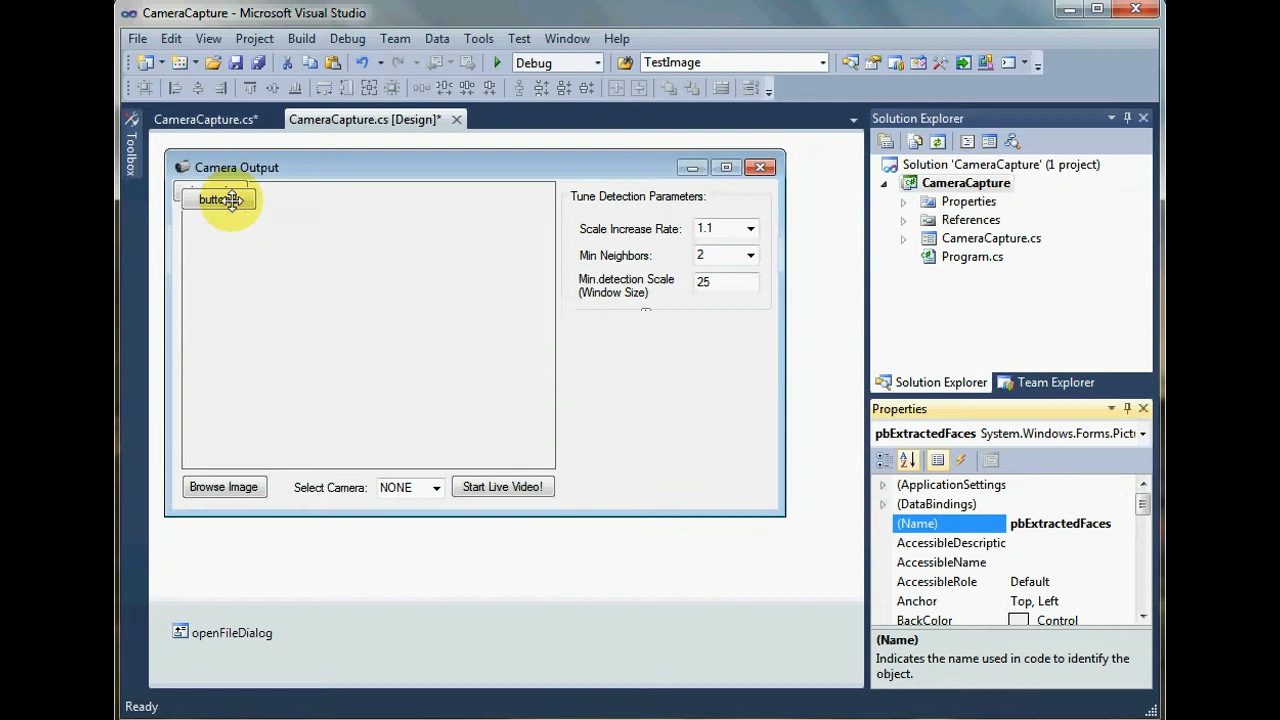 CameraCapture - Microsoft Visual Studio
File Edit View Project Build Debug Team Data Tools Test Window Help
Debug TestImage
CameraCapture.cs* CameraCapture.cs [Design]*
Toolbox
Camera Output
Tune Detection Parameters:
Scale Increase Rate: 1.1
Min Neighbors: 2
Min.detection Scale 25
(Window Size)
Browse Image Select Camera: NONE Start Live Video!
openFileDialog
Solution Explorer
Solution 'CameraCapture' (1 project)
CameraCapture
Properties
References
CameraCapture.cs
Program.cs
Solution Explorer Team Explorer
Properties
pbExtractedFaces System.Windows.Forms.Pict
(ApplicationSettings
(DataBindings)
(Name) pbExtractedFaces
AccessibleDescriptic
AccessibleName
AccessibleRole Default
Anchor Top, Left
BackColor Control
(Name)
Indicates the name used in code to identify the
object.
Ready